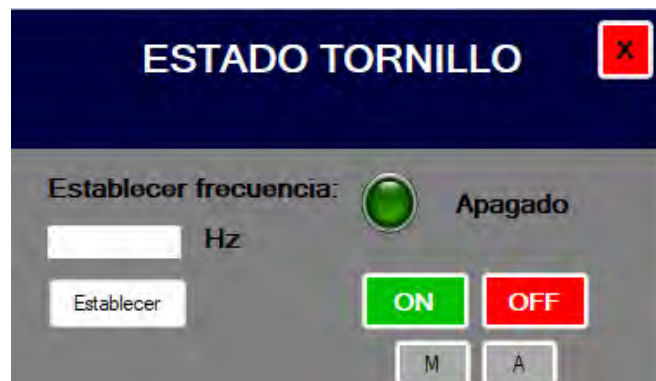 ESTADO TORNILLO X
Establecer frecuencia:
Apagado
Hz
Establecer
ON OFF
M A